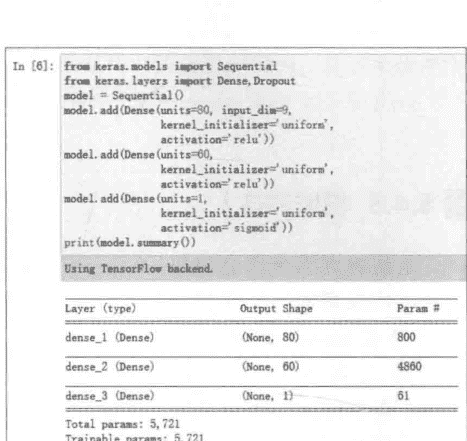 In [6]: from keras.models import Sequential
from keras.layers import Dense,Dropout
model = Sequential()
model.add(Dense(units=80, input_dim=9,
kernel_initializer='uniform',
activation='relu'))
model.add(Dense(units=60,
kernel_initializer='uniform',
activation='relu'))
model.add(Dense(units=1,
kernel_initializer='uniform',
activation='sigmoid'))
print(model.summary())
Using TensorFlow backend.
Layer (type) Output Shape Param #
dense_1 (Dense) (None, 80) 800
dense_2 (Dense) (None, 60) 4860
dense_3 (Dense) (None, 1) 61
Total params: 5,721
Trainable params: 5,721